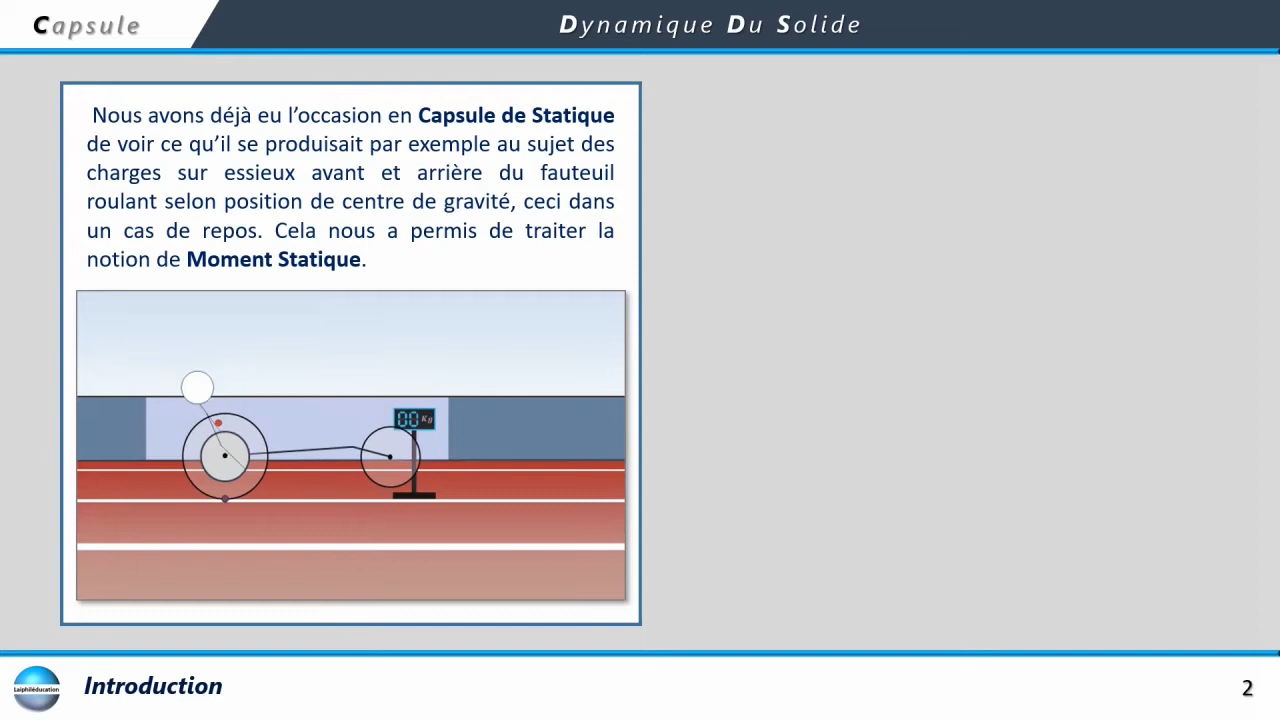 Capsule
Dynamique Du Solide
Nous avons déjà eu l’occasion en Capsule de Statique
de voir ce qu’il se produisait par exemple au sujet des
charges sur essieux avant et arrière du fauteuil
roulant selon position de centre de gravité, ceci dans
un cas de repos. Cela nous a permis de traiter la
notion de Moment Statique.
00 Kg
Laiphiléducation
Introduction
2